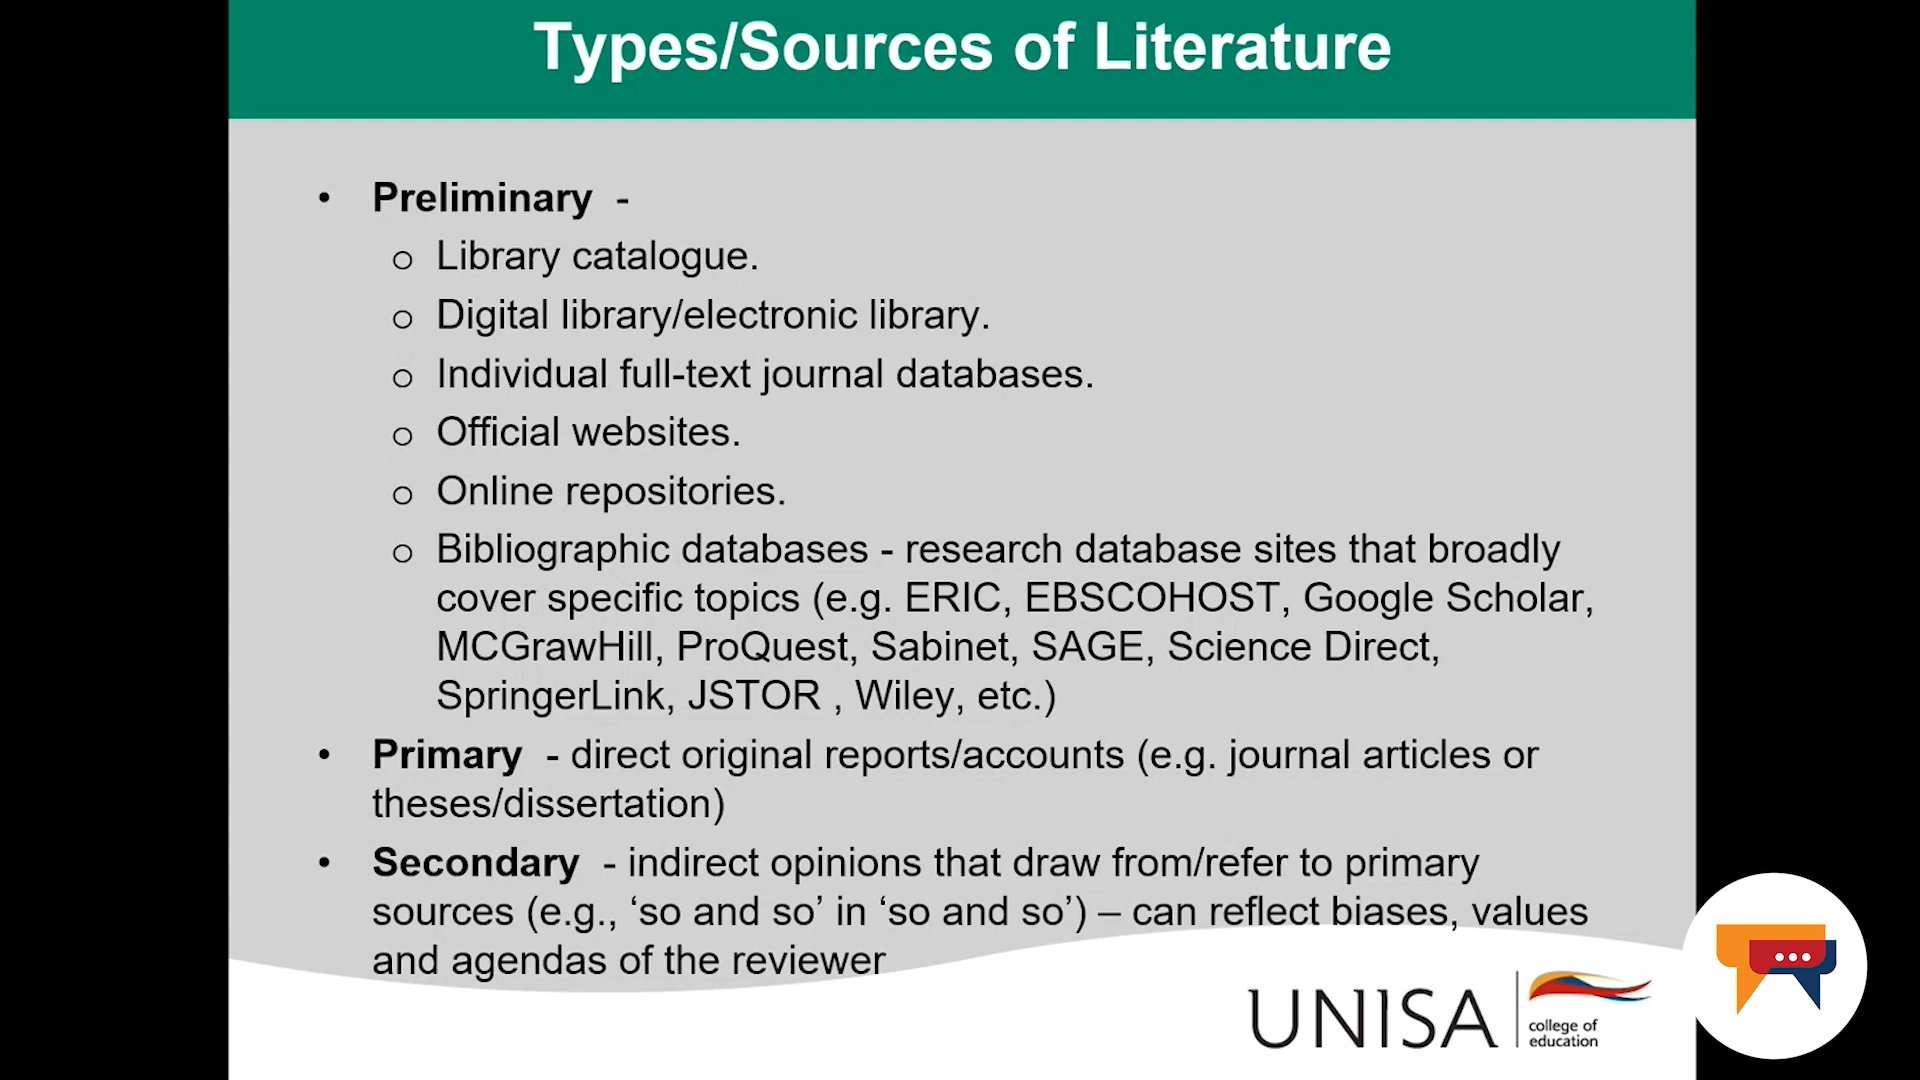 Types/Sources of Literature
• Preliminary -
o Library catalogue.
o Digital library/electronic library.
o Individual full-text journal databases.
o Official websites.
o Online repositories.
o Bibliographic databases - research database sites that broadly
cover specific topics (e.g. ERIC, EBSCOHOST, Google Scholar,
MCGrawHill, ProQuest, Sabinet, SAGE, Science Direct,
SpringerLink, JSTOR , Wiley, etc.)
• Primary - direct original reports/accounts (e.g. journal articles or
theses/dissertation)
• Secondary - indirect opinions that draw from/refer to primary
sources (e.g., ‘so and so’ in ‘so and so’) – can reflect biases, values
and agendas of the reviewer
UNISA
college of
education